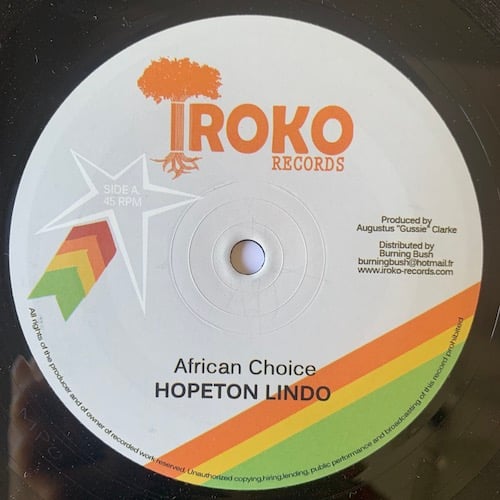 IROKO
RECORDS
SIDE A,
45 RPM
Produced by
Augustus "Gussie" Clarke
Distributed by
Burning Bush
burningbush@hotmail.fr
www.iroko-records.com
African Choice
HOPETON LINDO
All rights of the producer and of owner of recorded work reserved. Unauthorized copying,hiring,lending, public performance and broadcasting of this record prohibited